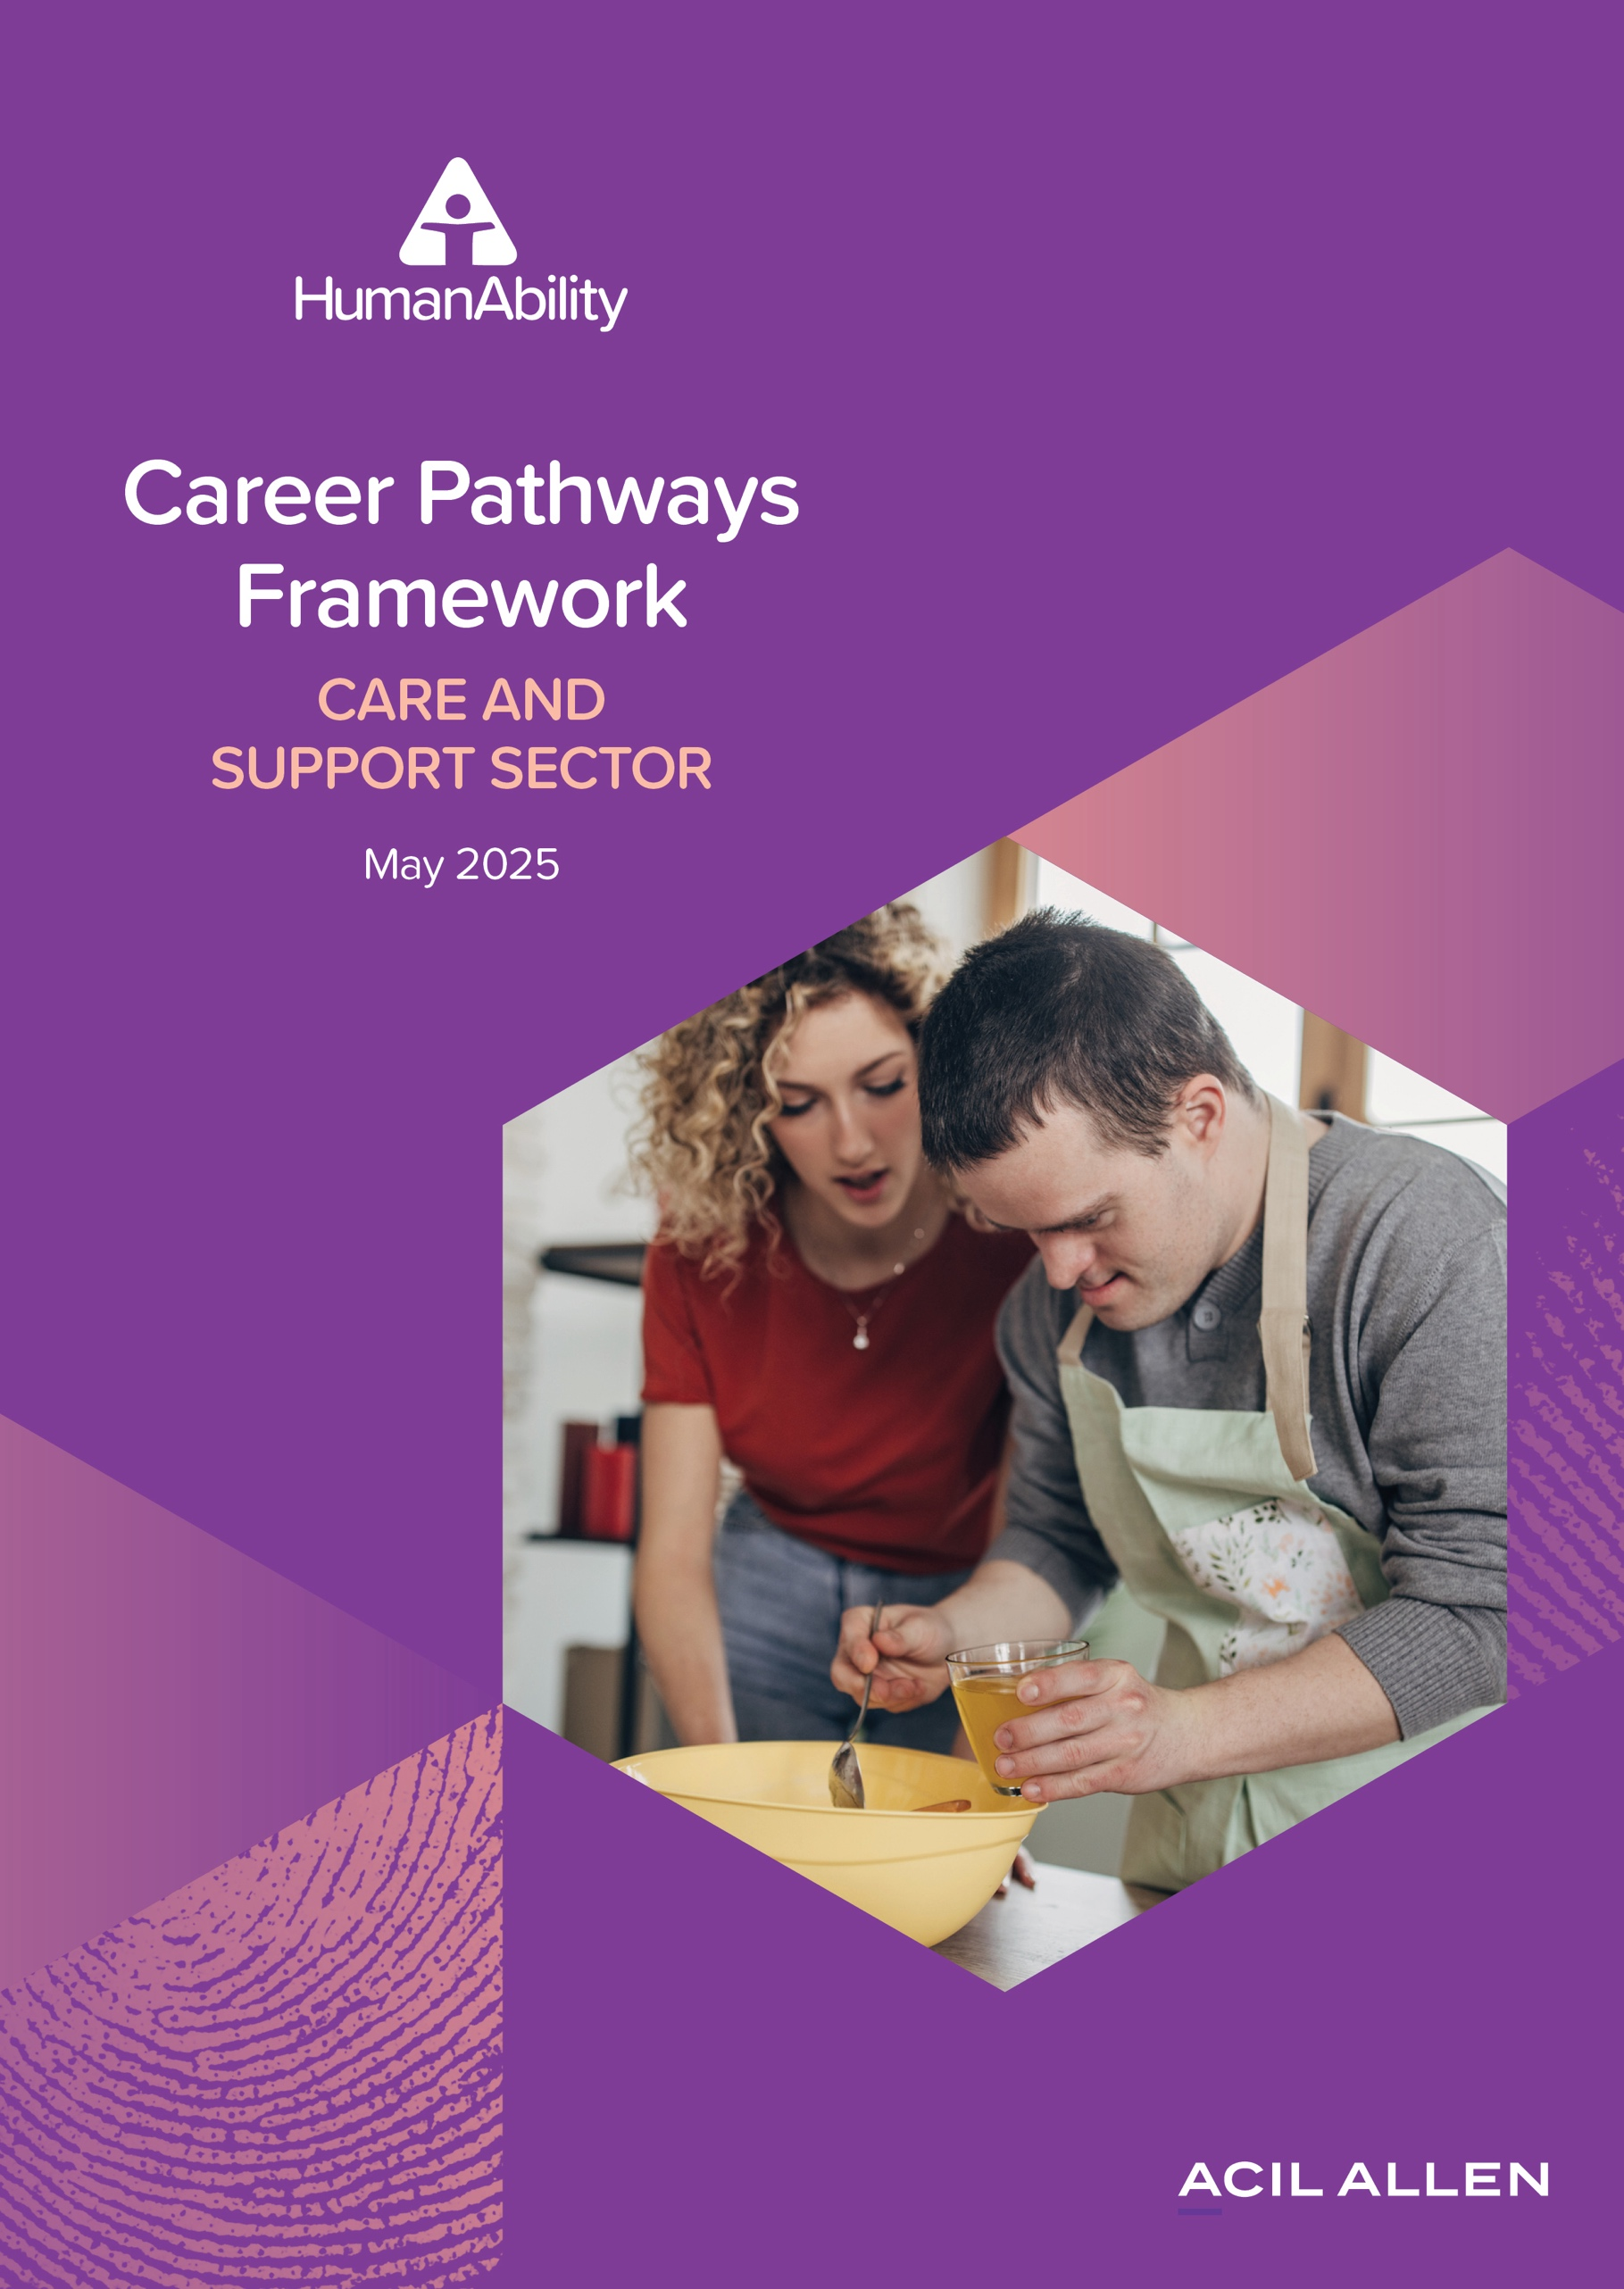 HumanAbility
Career Pathways
Framework
CARE AND
SUPPORT SECTOR
May 2025
ACIL ALLEN